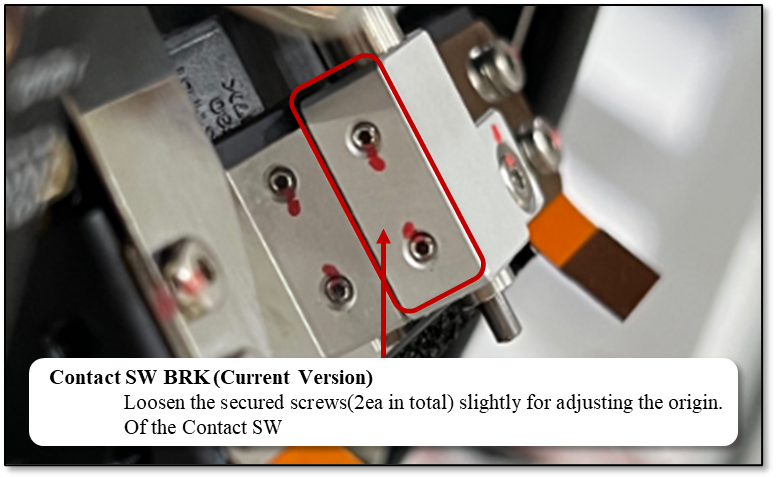 Contact SW BRK (Current Version)
Loosen the secured screws(2ea in total) slightly for adjusting the origin.
Of the Contact SW